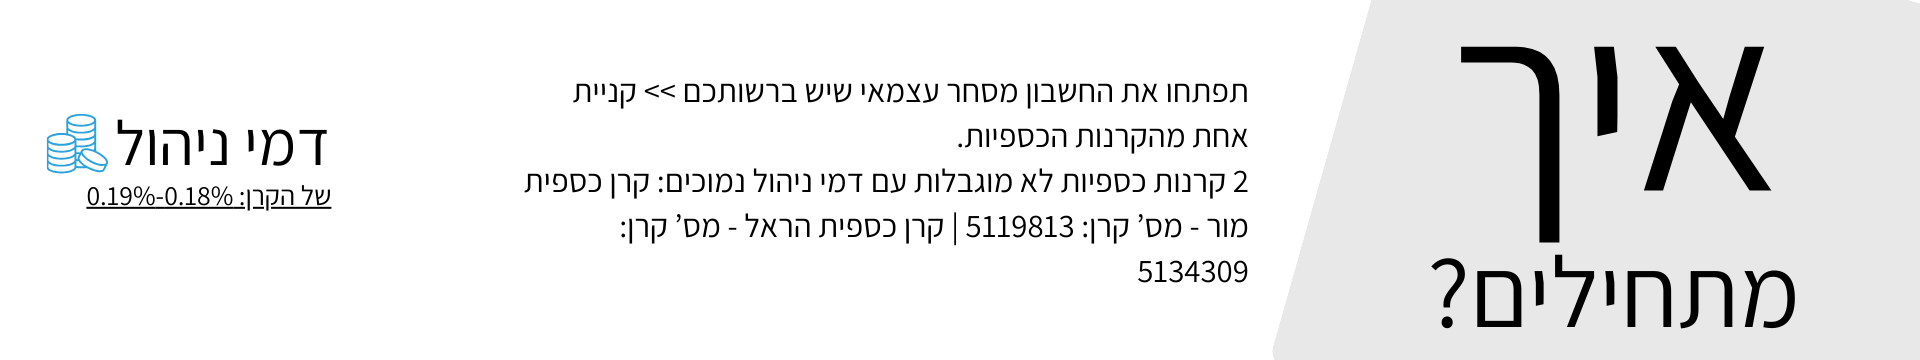 איך
מתחילים?
תפתחו את החשבון מסחר עצמאי שיש ברשותכם >> קניית
אחת מהקרנות הכספיות.
2 קרנות כספיות לא מוגבלות עם דמי ניהול נמוכים: קרן כספית
מור - מס’ קרן: 5119813 | קרן כספית הראל - מס’ קרן:
5134309
דמי ניהול
של הקרן: 0.19%-0.18%